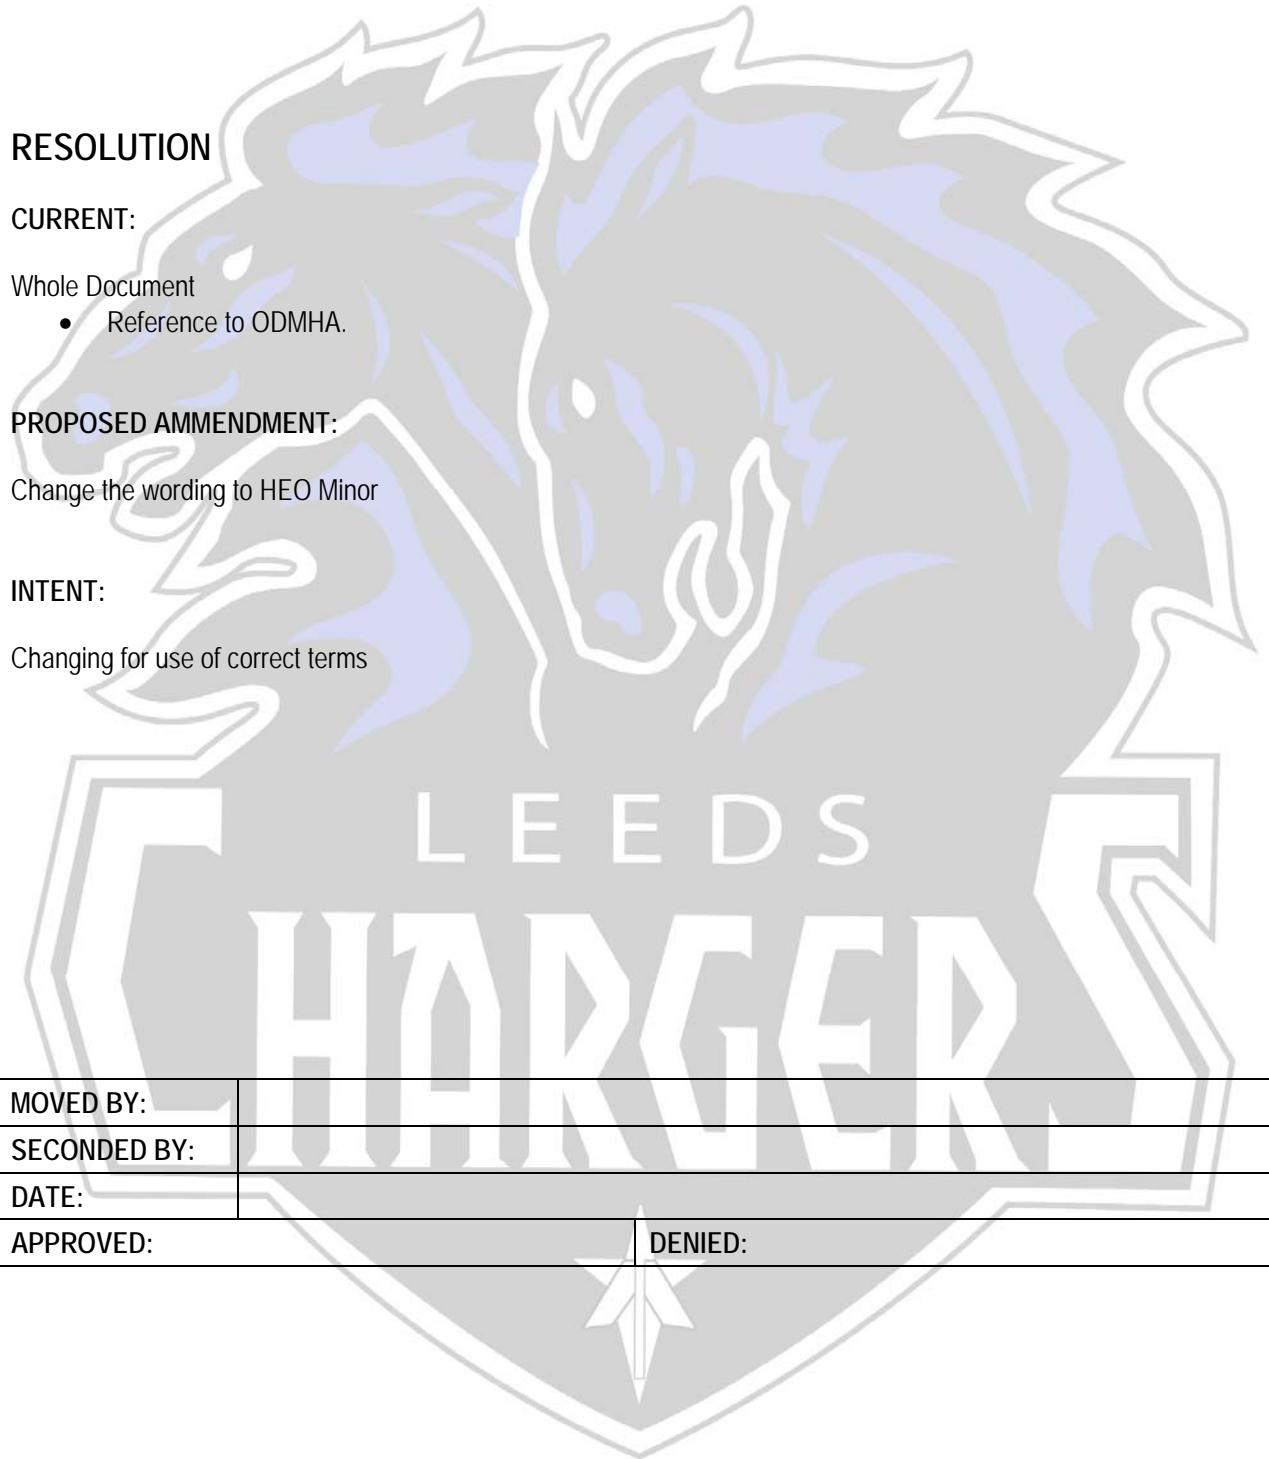 RESOLUTION
CURRENT:
Whole Document
• Reference to ODMHA.
PROPOSED AMMENDMENT:
Change the wording to HEO Minor
INTENT:
Changing for use of correct terms
LEEDS
CHARGERS
MOVED BY:
SECONDED BY:
DATE:
APPROVED: DENIED: